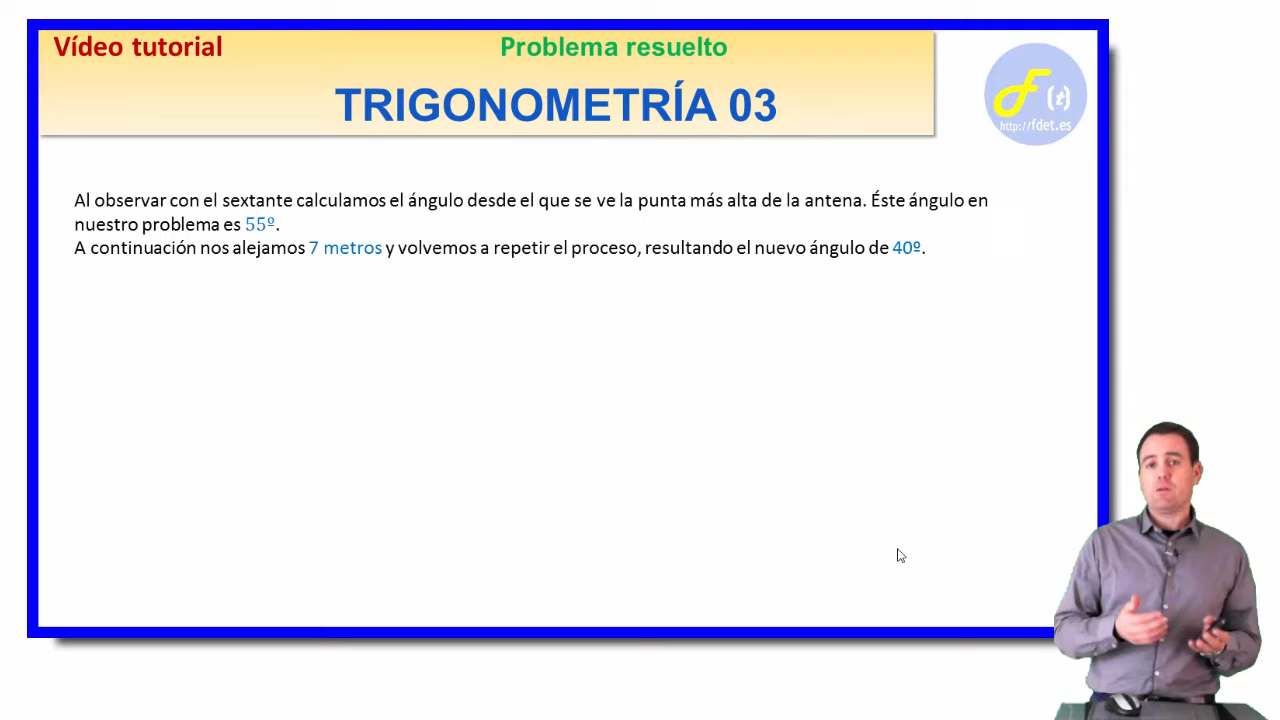 Vídeo tutorial
Problema resuelto
TRIGONOMETRÍA 03
F (t)
http://fdet.es
Al observar con el sextante calculamos el ángulo desde el que se ve la punta más alta de la antena. Éste ángulo en
nuestro problema es 55º.
A continuación nos alejamos 7 metros y volvemos a repetir el proceso, resultando el nuevo ángulo de 40º.